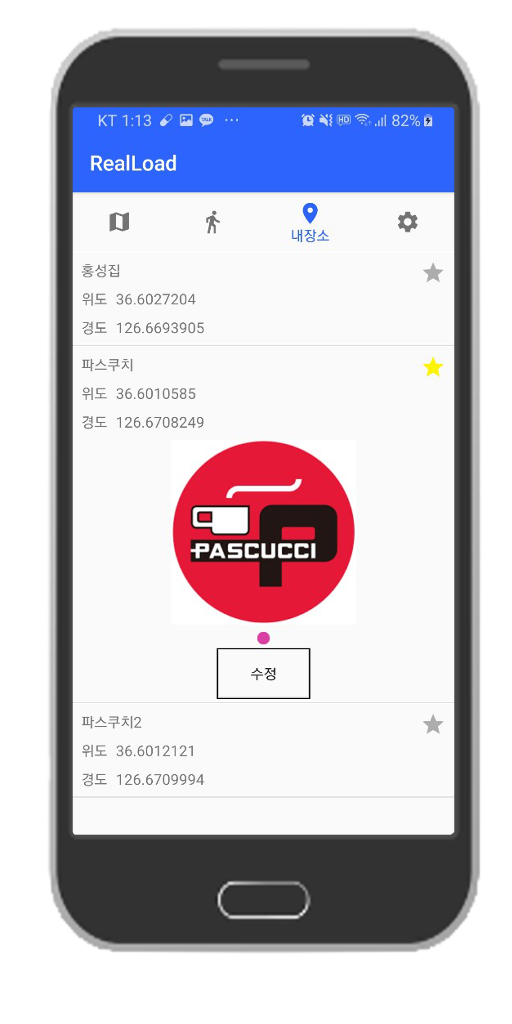 KT 1:13
HD
82%
RealLoad
내장소
홍성집
위도 36.6027204
경도 126.6693905
파스쿠치
위도 36.6010585
경도 126.6708249
P
PASCUCCI
수정
파스쿠치2
위도 36.6012121
경도 126.6709994